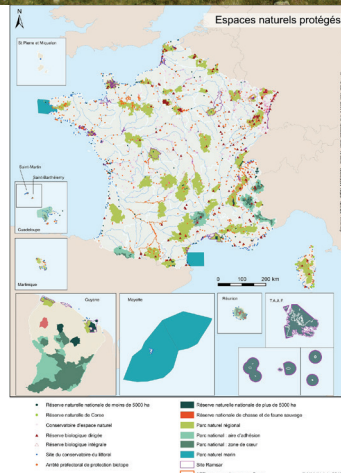 Espaces naturels protégés
St Pierre et Miquelon
Saint-Martin
Saint-Barthélemy
Guadeloupe
Martinique
0 100 200 km
Guyane
Mayotte
Réunion
T.A.A.F
Réserve naturelle nationale de moins de 5000 ha
Réserve naturelle de Corse
Conservatoire d'espace naturel
Réserve biologique dirigée
Réserve biologique intégrale
Site du conservatoire du littoral
Arrêté préfectoral de protection biotope
Réserve naturelle nationale de plus de 5000 ha
Réserve nationale de chasse et de faune sauvage
Parc naturel régional
Parc national : aire d'adhésion
Parc national : zone de coeur
Parc naturel marin
Site Ramsar